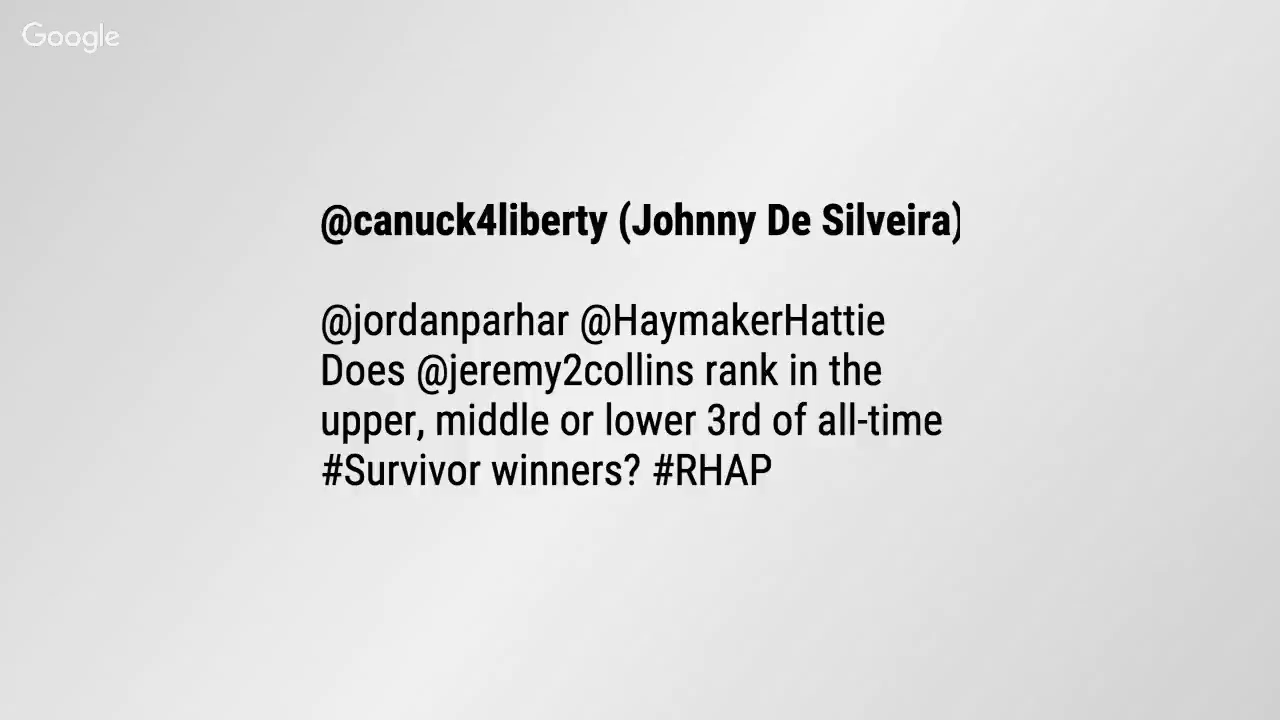 Google
@canuck4liberty (Johnny De Silveira)
@jordanparhar @HaymakerHattie
Does @jeremy2collins rank in the
upper, middle or lower 3rd of all-time
#Survivor winners? #RHAP